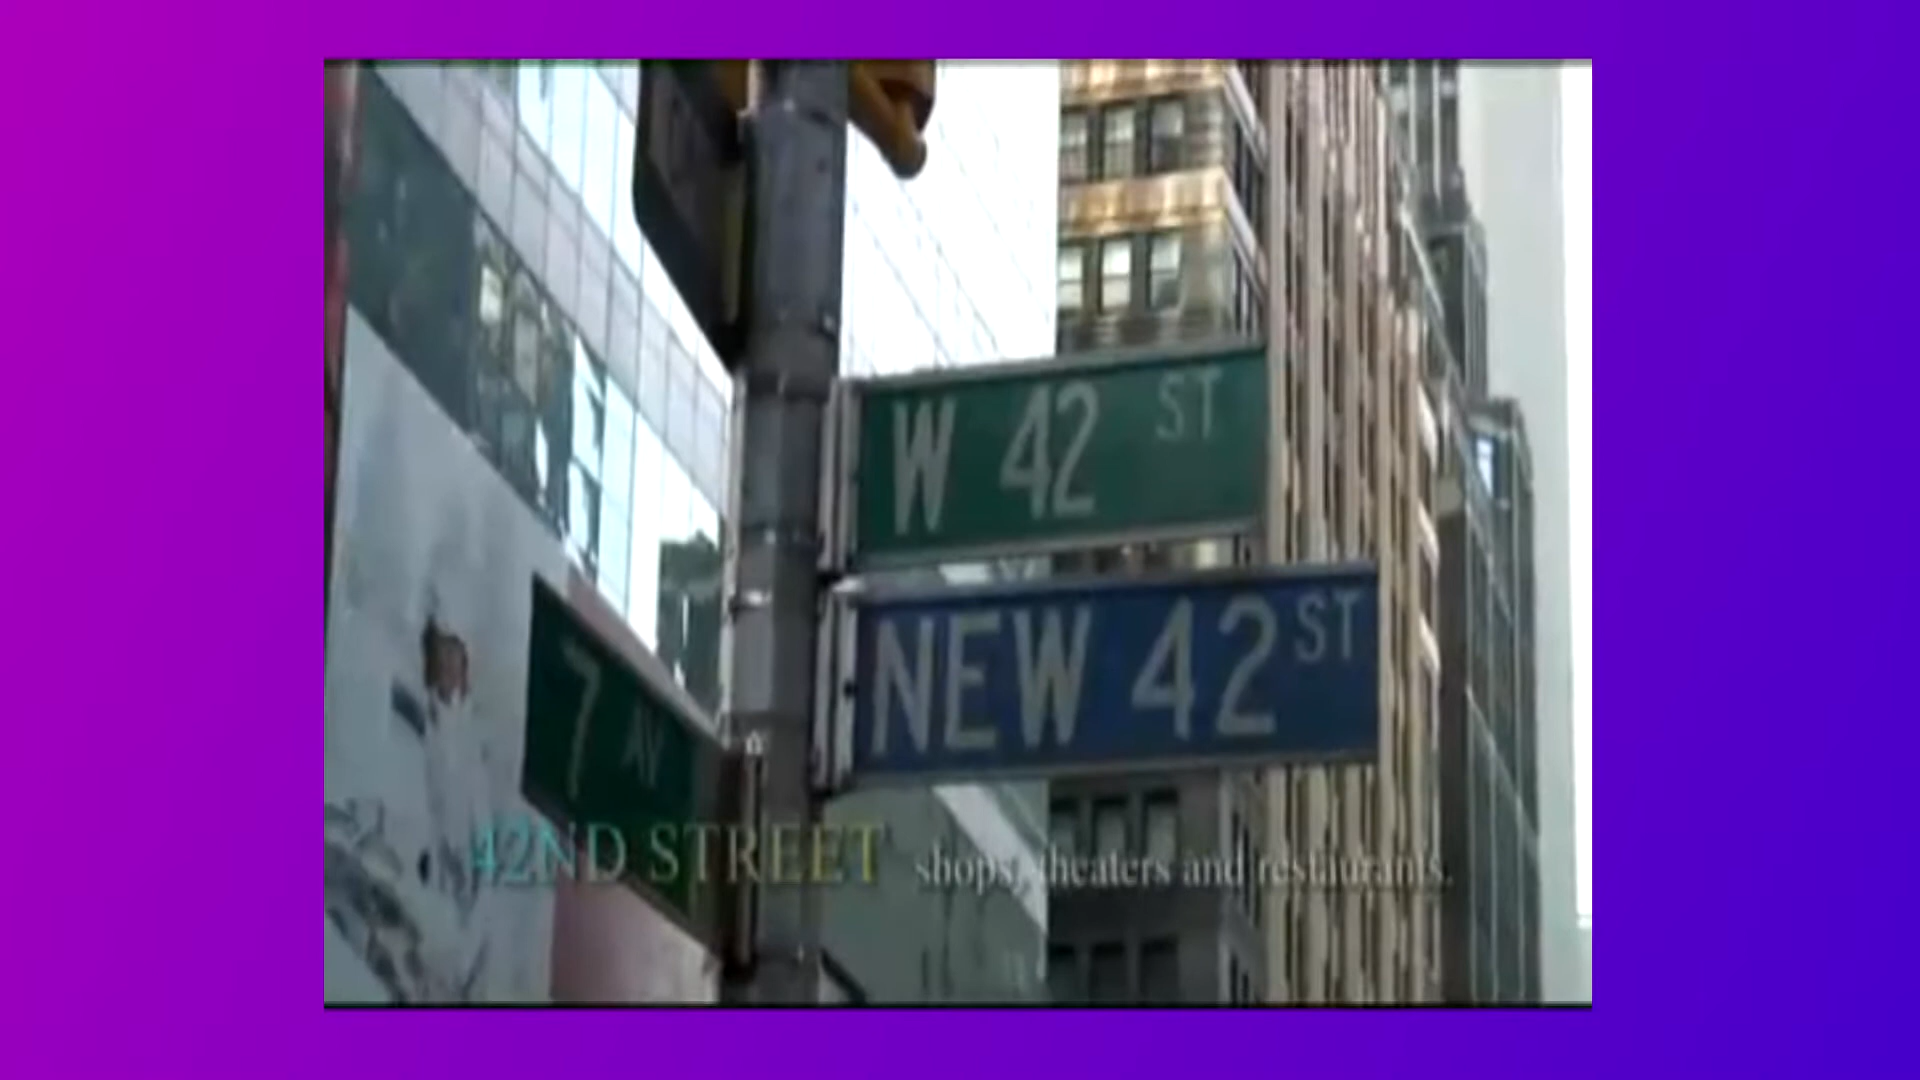 W 42 ST
NEW 42 ST
7 AV
42ND STREET shops, theaters and restaurants.